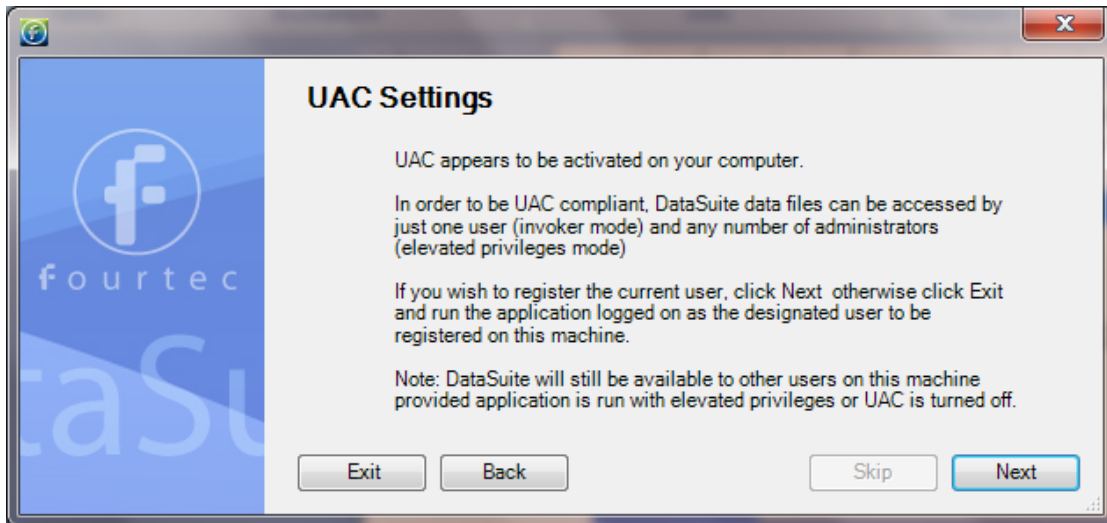 UAC Settings
UAC appears to be activated on your computer.
In order to be UAC compliant, DataSuite data files can be accessed by
just one user (invoker mode) and any number of administrators
(elevated privileges mode)
fourtec
If you wish to register the current user, click Next  otherwise click Exit
and run the application logged on as the designated user to be
registered on this machine.
Note: DataSuite will still be available to other users on this machine
provided application is run with elevated privileges or UAC is turned off.
taSu
Exit
Back
Skip
Next